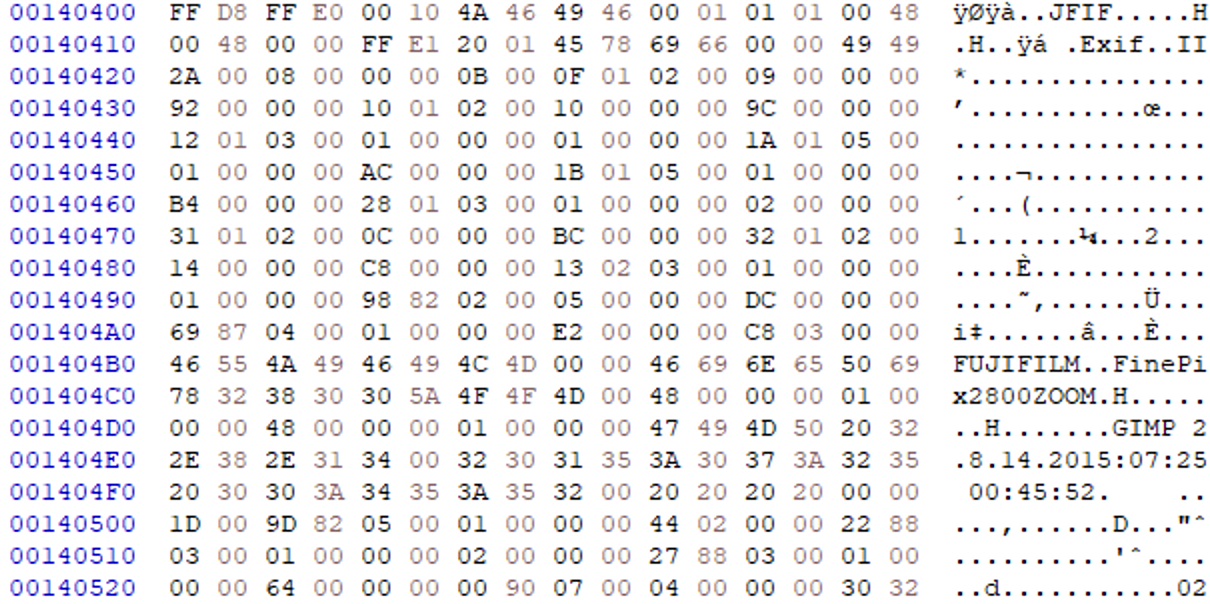 00140400 FF D8 FF E0 00 10 4A 46 49 46 00 01 01 01 00 48 ÿØÿà..JFIF.....H
00140410 00 48 00 00 FF E1 20 01 45 78 69 66 00 00 49 49 .H..ÿá .Exif..II
00140420 2A 00 08 00 00 00 0B 00 0F 01 02 00 09 00 00 00 *...............
00140430 92 00 00 00 10 01 02 00 10 00 00 00 9C 00 00 00 ’...........œ...
00140440 12 01 03 00 01 00 00 00 01 00 00 00 1A 01 05 00 ................
00140450 01 00 00 00 AC 00 00 00 1B 01 05 00 01 00 00 00 ....¬...........
00140460 B4 00 00 00 28 01 03 00 01 00 00 00 02 00 00 00 ´...(...........
00140470 31 01 02 00 0C 00 00 00 BC 00 00 00 32 01 02 00 1.......¼...2...
00140480 14 00 00 00 C8 00 00 00 13 02 03 00 01 00 00 00 ....È...........
00140490 01 00 00 00 98 82 02 00 05 00 00 00 DC 00 00 00 ....˜‚......Ü...
001404A0 69 87 04 00 01 00 00 00 E2 00 00 00 C8 03 00 00 i‡......â...È...
001404B0 46 55 4A 49 46 49 4C 4D 00 00 46 69 6E 65 50 69 FUJIFILM..FinePi
001404C0 78 32 38 30 30 5A 4F 4F 4D 00 48 00 00 00 01 00 x2800ZOOM.H.....
001404D0 00 00 48 00 00 00 01 00 00 00 47 49 4D 50 20 32 ..H.......GIMP 2
001404E0 2E 38 2E 31 34 00 32 30 31 35 3A 30 37 3A 32 35 .8.14.2015:07:25
001404F0 20 30 30 3A 34 35 3A 35 32 00 20 20 20 20 00 00  00:45:52.    ..
00140500 1D 00 9D 82 05 00 01 00 00 00 44 02 00 00 22 88 ...‚......D..."ˆ
00140510 03 00 01 00 00 00 02 00 00 00 27 88 03 00 01 00 ..........'ˆ....
00140520 00 00 64 00 00 00 00 90 07 00 04 00 00 00 30 32 ..d...........02